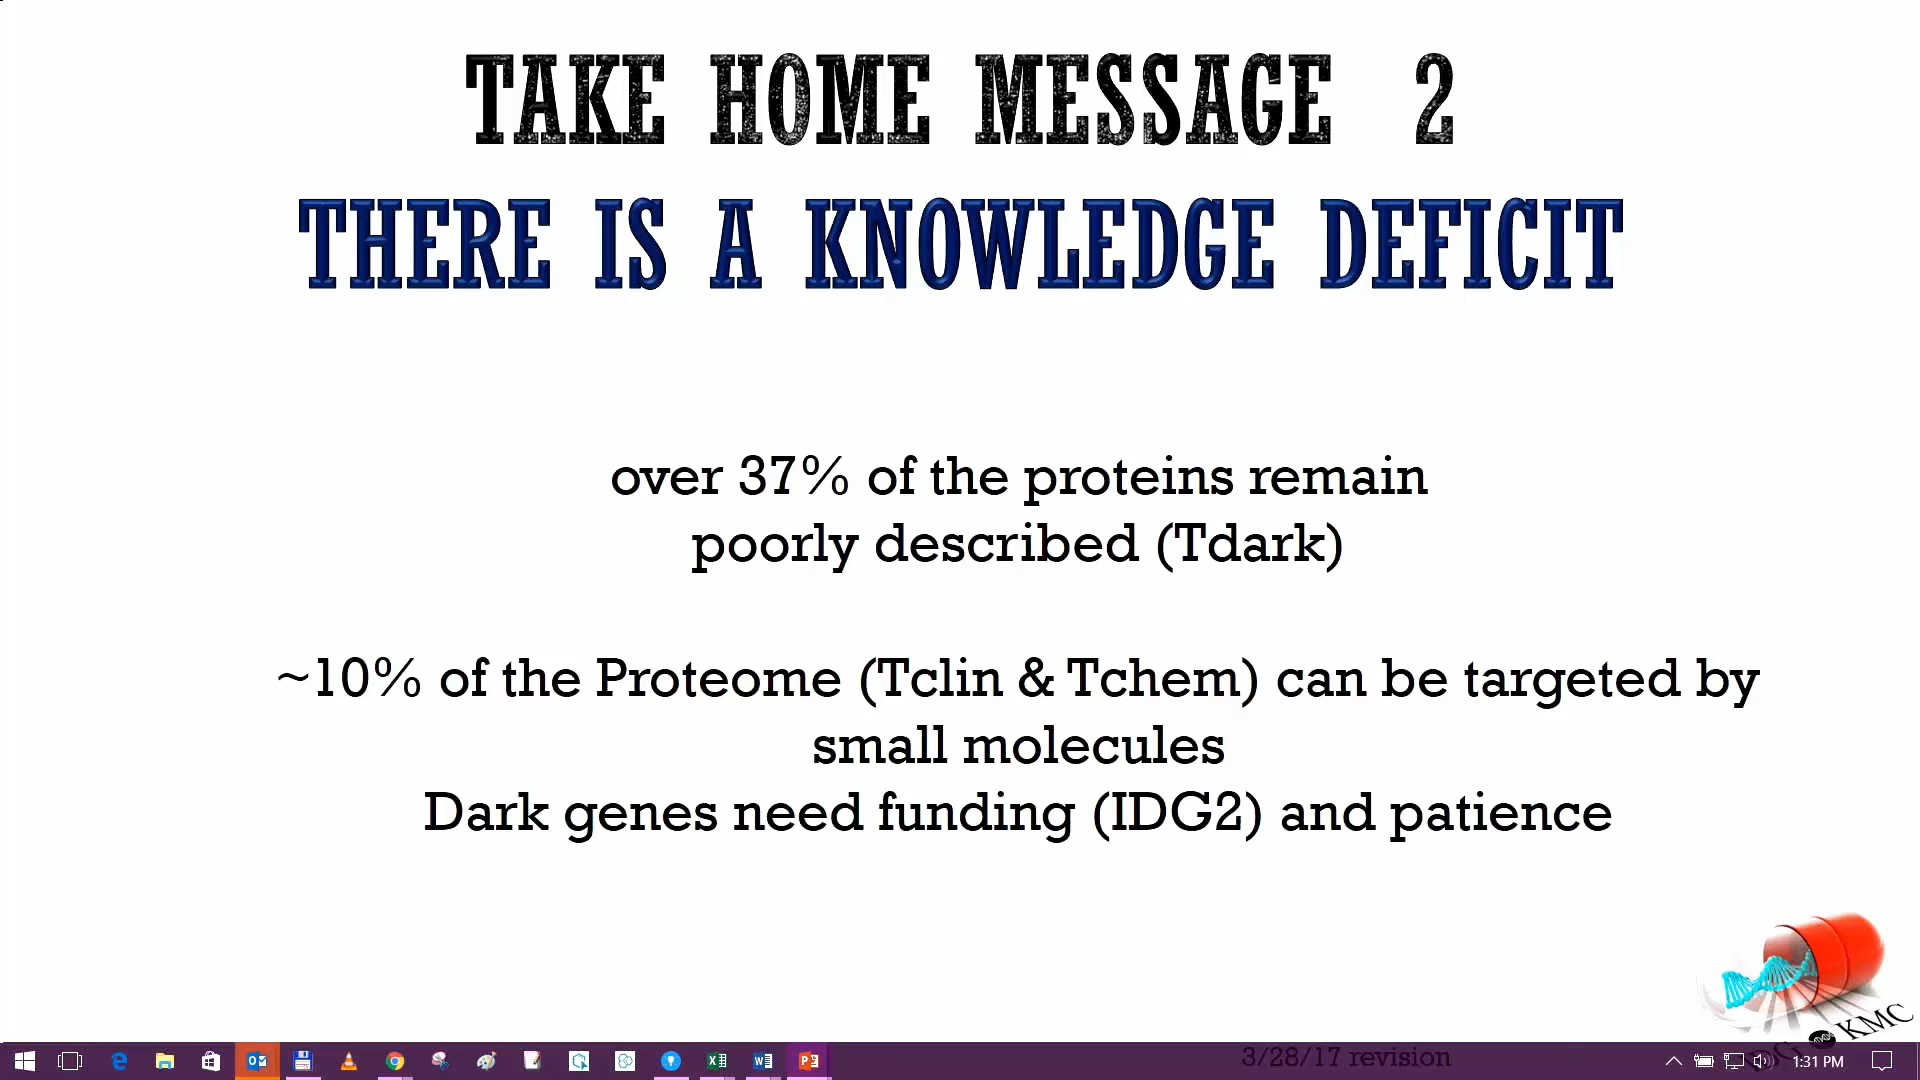 TAKE HOME MESSAGE 2
THERE IS A KNOWLEDGE DEFICIT
over 37% of the proteins remain
poorly described (Tdark)
~10% of the Proteome (Tclin & Tchem) can be targeted by
small molecules
Dark genes need funding (IDG2) and patience
IDG KMC
3/28/17 revision
1:31 PM